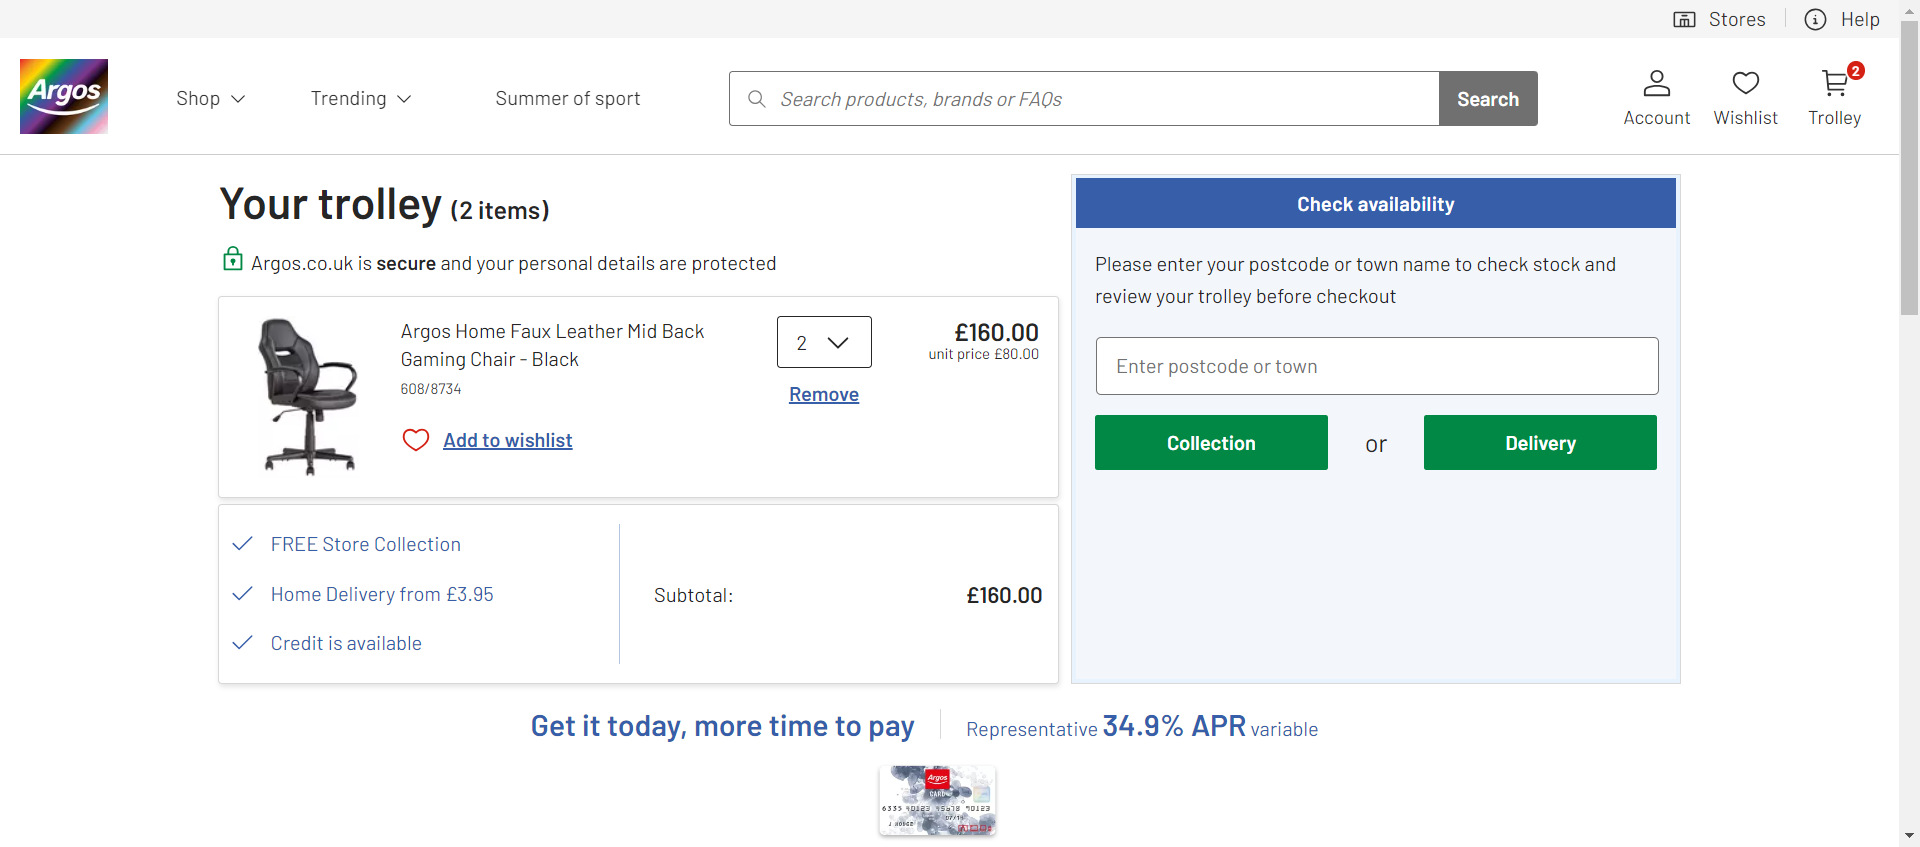 Stores
Help
Argos
Shop
Trending
Summer of sport
Search products, brands or FAQs
Search
Account
Wishlist
2
Trolley
Your trolley (2 items)
Argos.co.uk is secure and your personal details are protected
Argos Home Faux Leather Mid Back
Gaming Chair - Black
608/8734
Add to wishlist
2
Remove
£160.00
unit price £80.00
FREE Store Collection
Home Delivery from £3.95
Credit is available
Subtotal:
£160.00
Check availability
Please enter your postcode or town name to check stock and
review your trolley before checkout
Enter postcode or town
Collection
or
Delivery
Get it today, more time to pay
Representative 34.9% APR variable
Argos
CARD
6335 40123 45678 90123